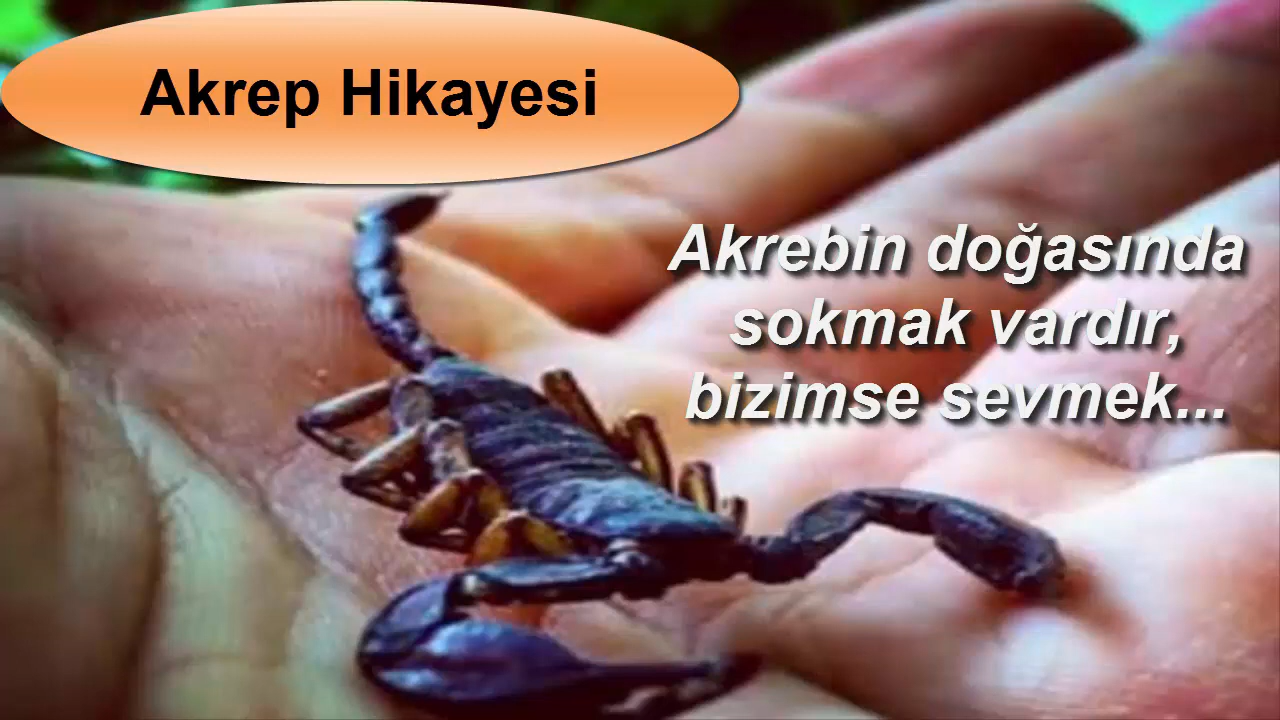 Akrep Hikayesi
Akrebin doğasında
sokmak vardır,
bizimse sevmek...